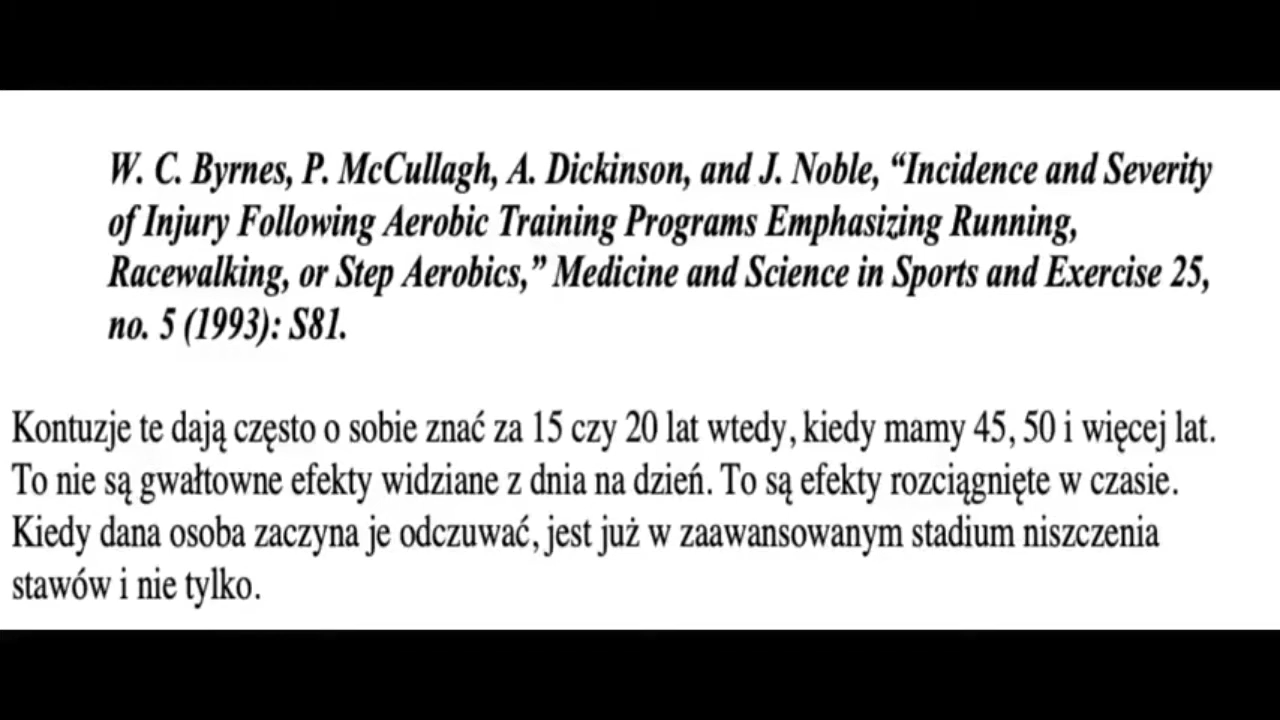 W. C. Byrnes, P. McCullagh, A. Dickinson, and J. Noble, “Incidence and Severity
of Injury Following Aerobic Training Programs Emphasizing Running,
Racewalking, or Step Aerobics,” Medicine and Science in Sports and Exercise 25,
no. 5 (1993): S81.
Kontuzje te dają często o sobie znać za 15 czy 20 lat wtedy, kiedy mamy 45, 50 i więcej lat.
To nie są gwałtowne efekty widziane z dnia na dzień. To są efekty rozciągnięte w czasie.
Kiedy dana osoba zaczyna je odczuwać, jest już w zaawansowanym stadium niszczenia
stawów i nie tylko.